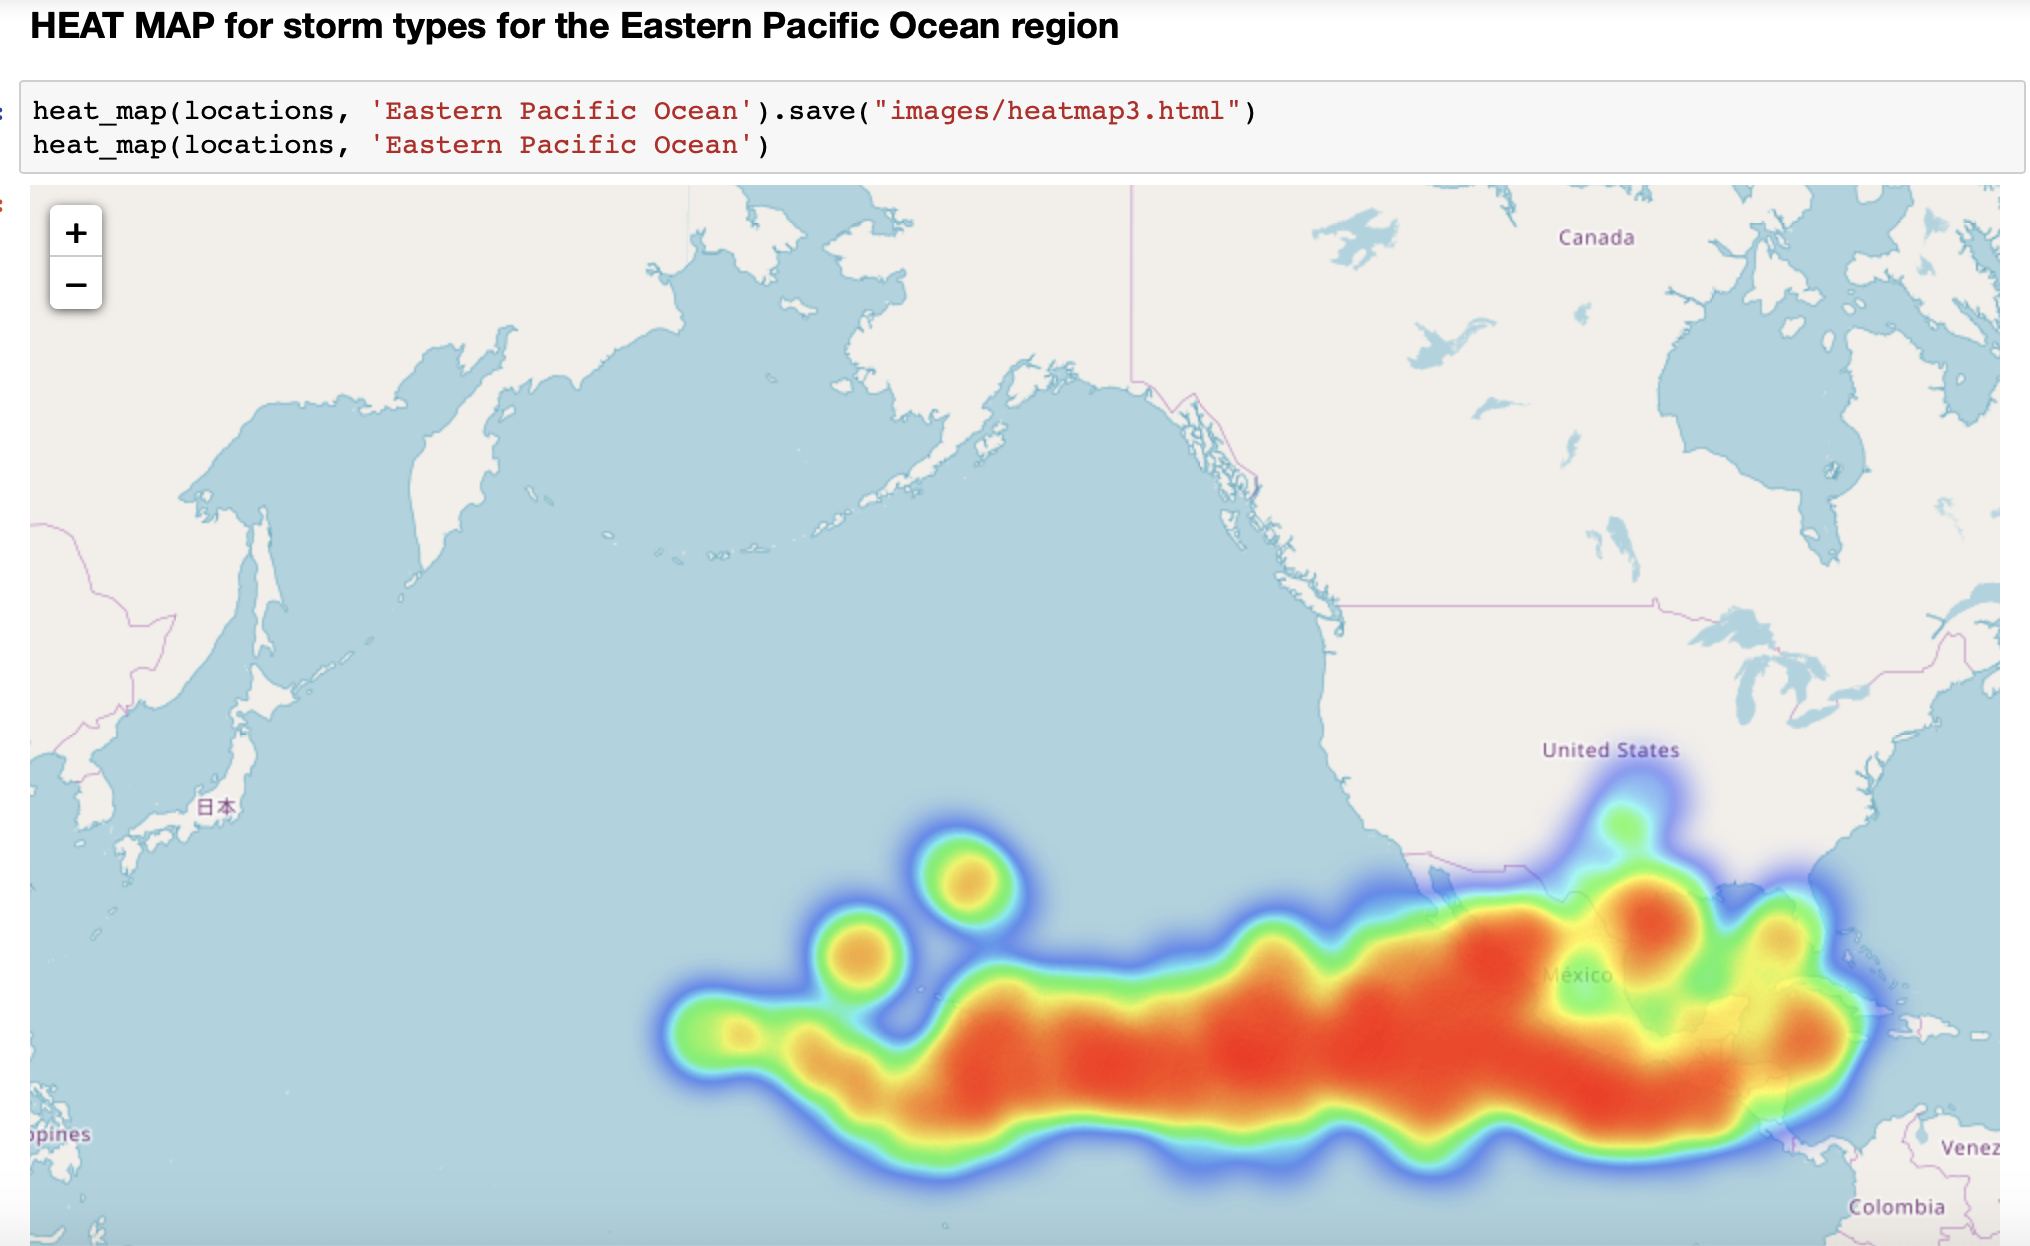 HEAT MAP for storm types for the Eastern Pacific Ocean region
heat_map(locations, 'Eastern Pacific Ocean').save("images/heatmap3.html")
heat_map(locations, 'Eastern Pacific Ocean')
+
−
Canada
United States
日本
México
ppines
Venez
Colombia